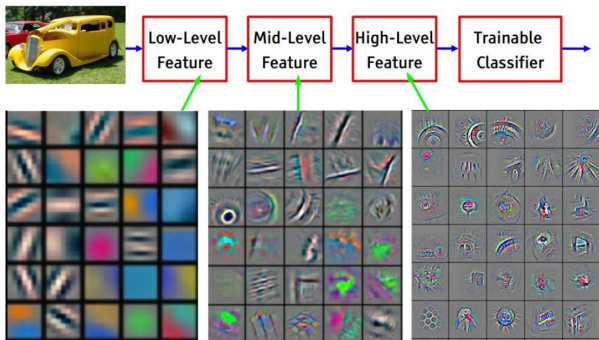 Low-Level
Feature
Mid-Level
Feature
High-Level
Feature
Trainable
Classifier